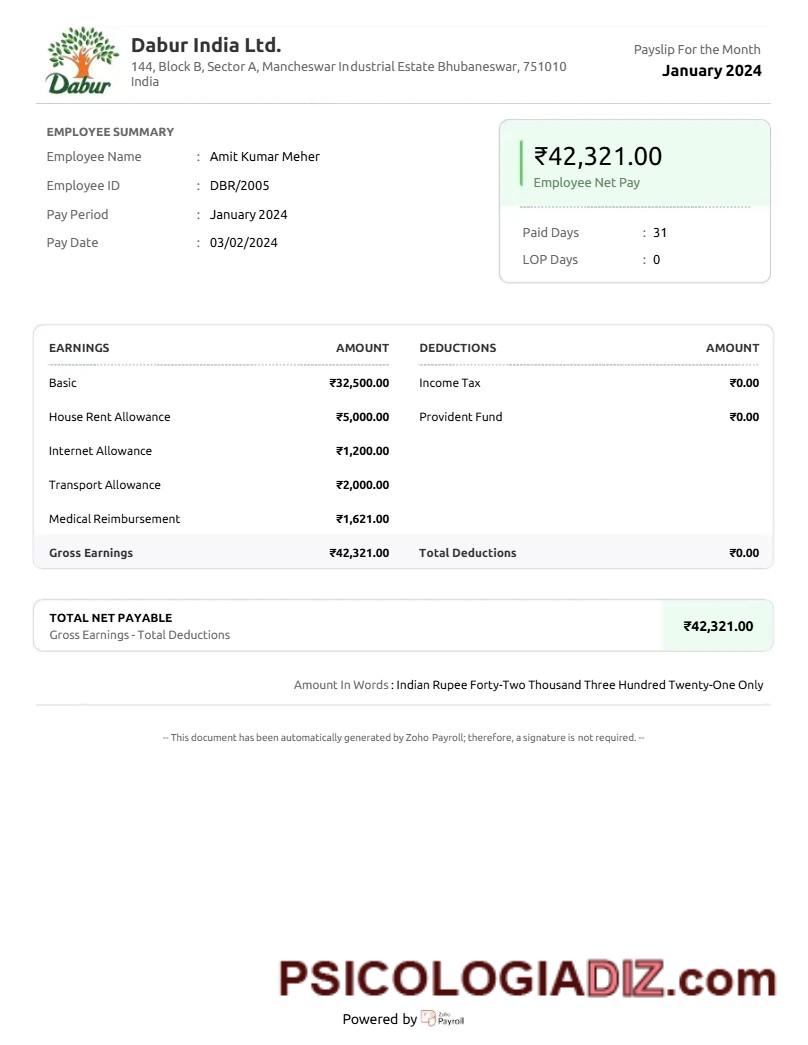 Dabur
Dabur India Ltd.
144, Block B, Sector A, Mancheswar Industrial Estate Bhubaneswar, 751010
India
Payslip For the Month
January 2024
EMPLOYEE SUMMARY
Employee Name : Amit Kumar Meher
Employee ID : DBR/2005
Pay Period : January 2024
Pay Date : 03/02/2024
₹42,321.00
Employee Net Pay
Paid Days : 31
LOP Days : 0
EARNINGS AMOUNT DEDUCTIONS AMOUNT
Basic ₹32,500.00 Income Tax ₹0.00
House Rent Allowance ₹5,000.00 Provident Fund ₹0.00
Internet Allowance ₹1,200.00
Transport Allowance ₹2,000.00
Medical Reimbursement ₹1,621.00
Gross Earnings ₹42,321.00 Total Deductions ₹0.00
TOTAL NET PAYABLE
Gross Earnings - Total Deductions
₹42,321.00
Amount In Words : Indian Rupee Forty-Two Thousand Three Hundred Twenty-One Only
-- This document has been automatically generated by Zoho Payroll; therefore, a signature is not required. --
PSICOLOGIADIZ.com
Powered by Zoho Payroll